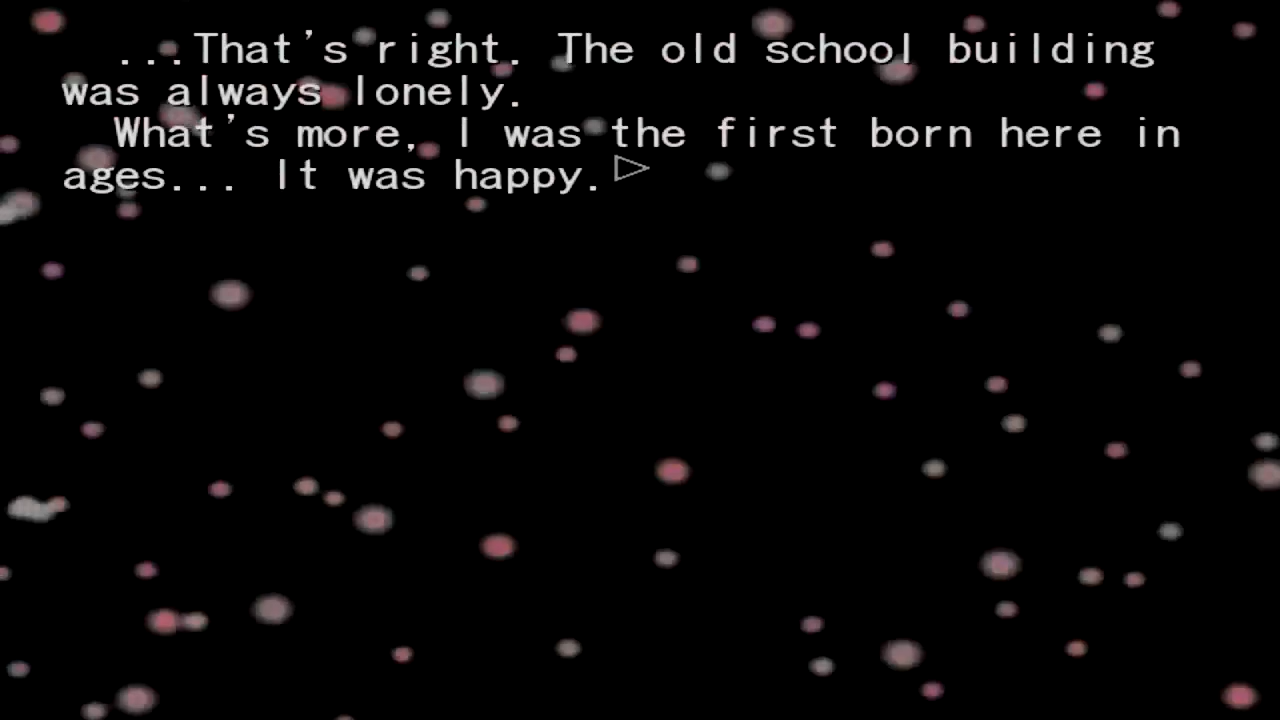 ...That's right. The old school building
was always lonely.
What's more, I was the first born here in
ages... It was happy.